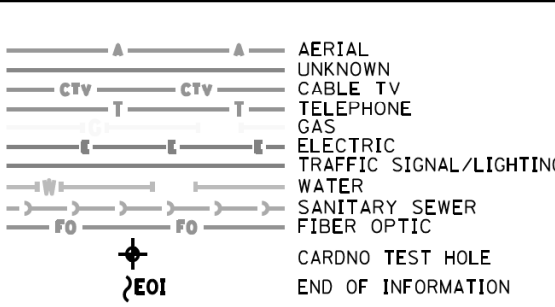 A A AERIAL
UNKNOWN
CTV CTV CABLE TV
T T TELEPHONE
G GAS
E E E ELECTRIC
TRAFFIC SIGNAL/LIGHTING
W WATER
SANITARY SEWER
FO FO FIBER OPTIC
CARDNO TEST HOLE
EOI END OF INFORMATION